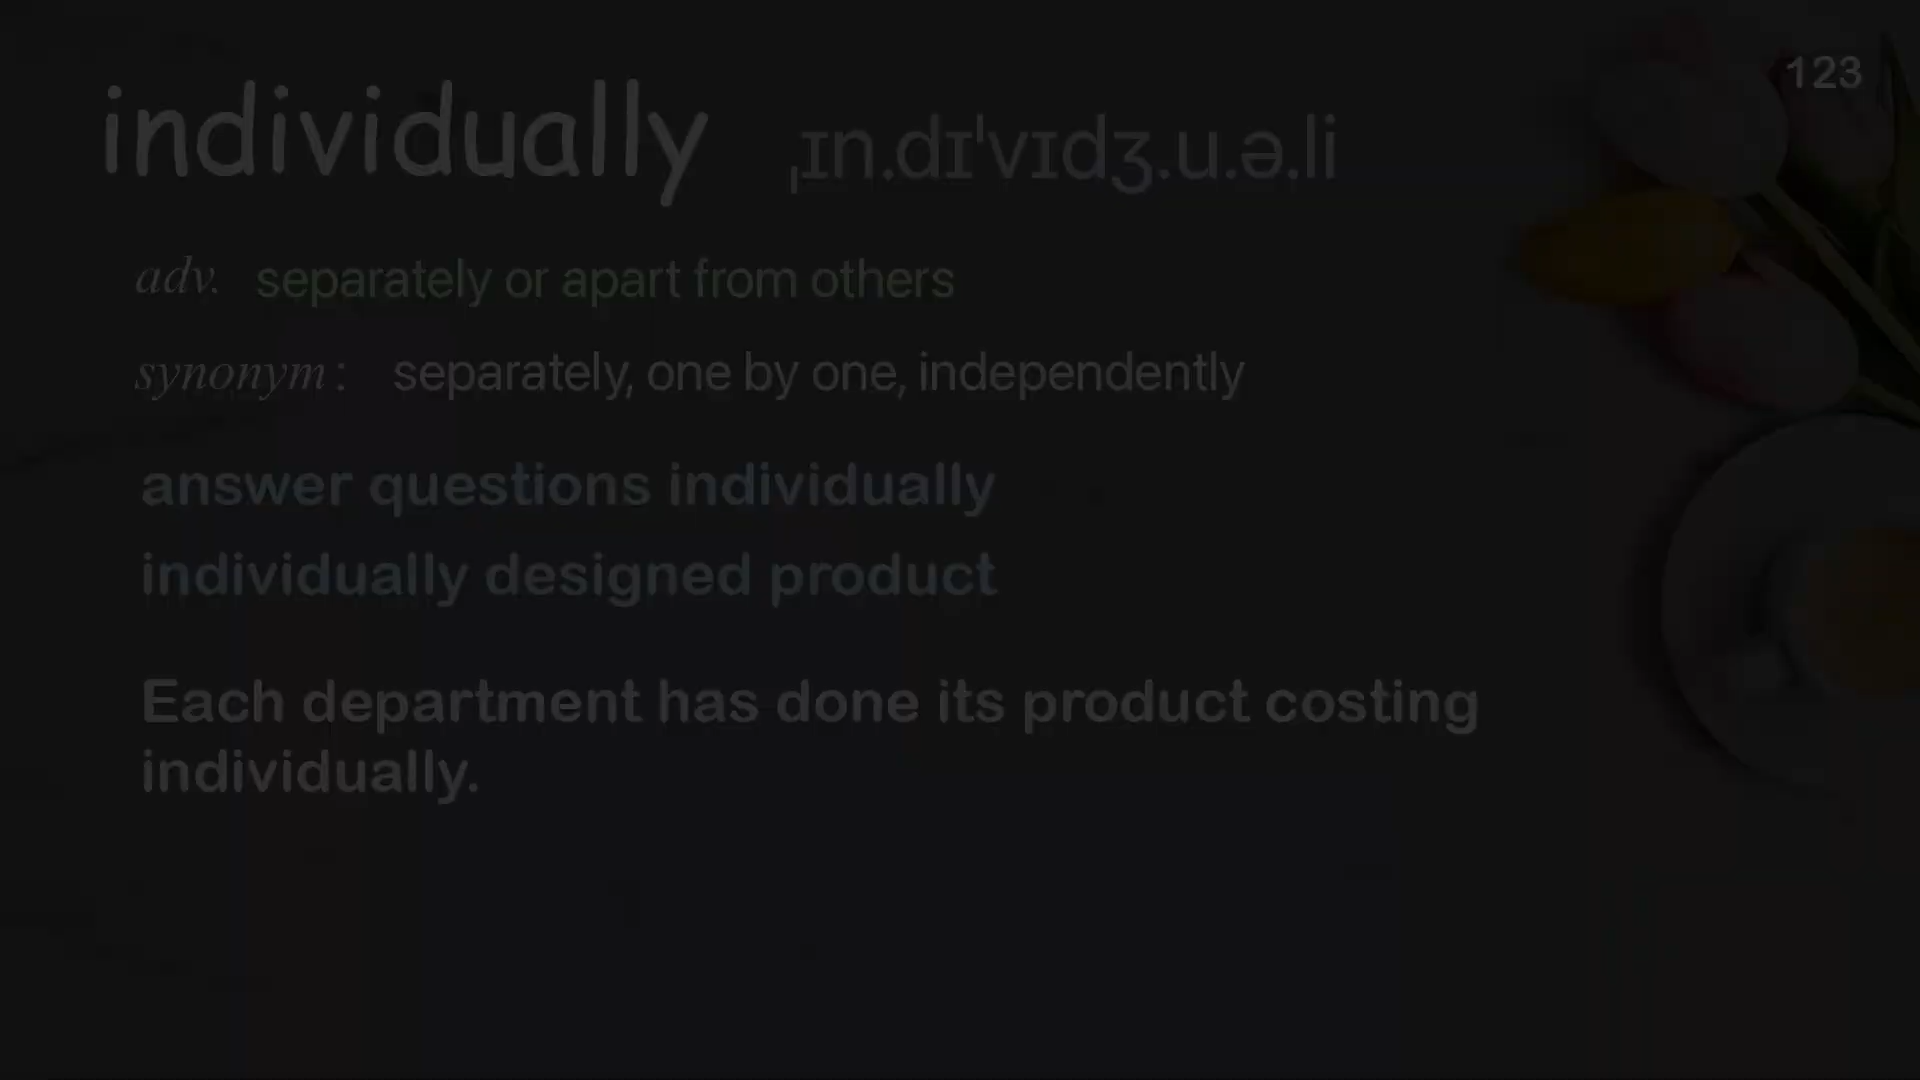 123
individually ˌɪn.dɪˈvɪdʒ.u.ə.li
adv. separately or apart from others
synonym: separately, one by one, independently
answer questions individually
individually designed product
Each department has done its product costing
individually.